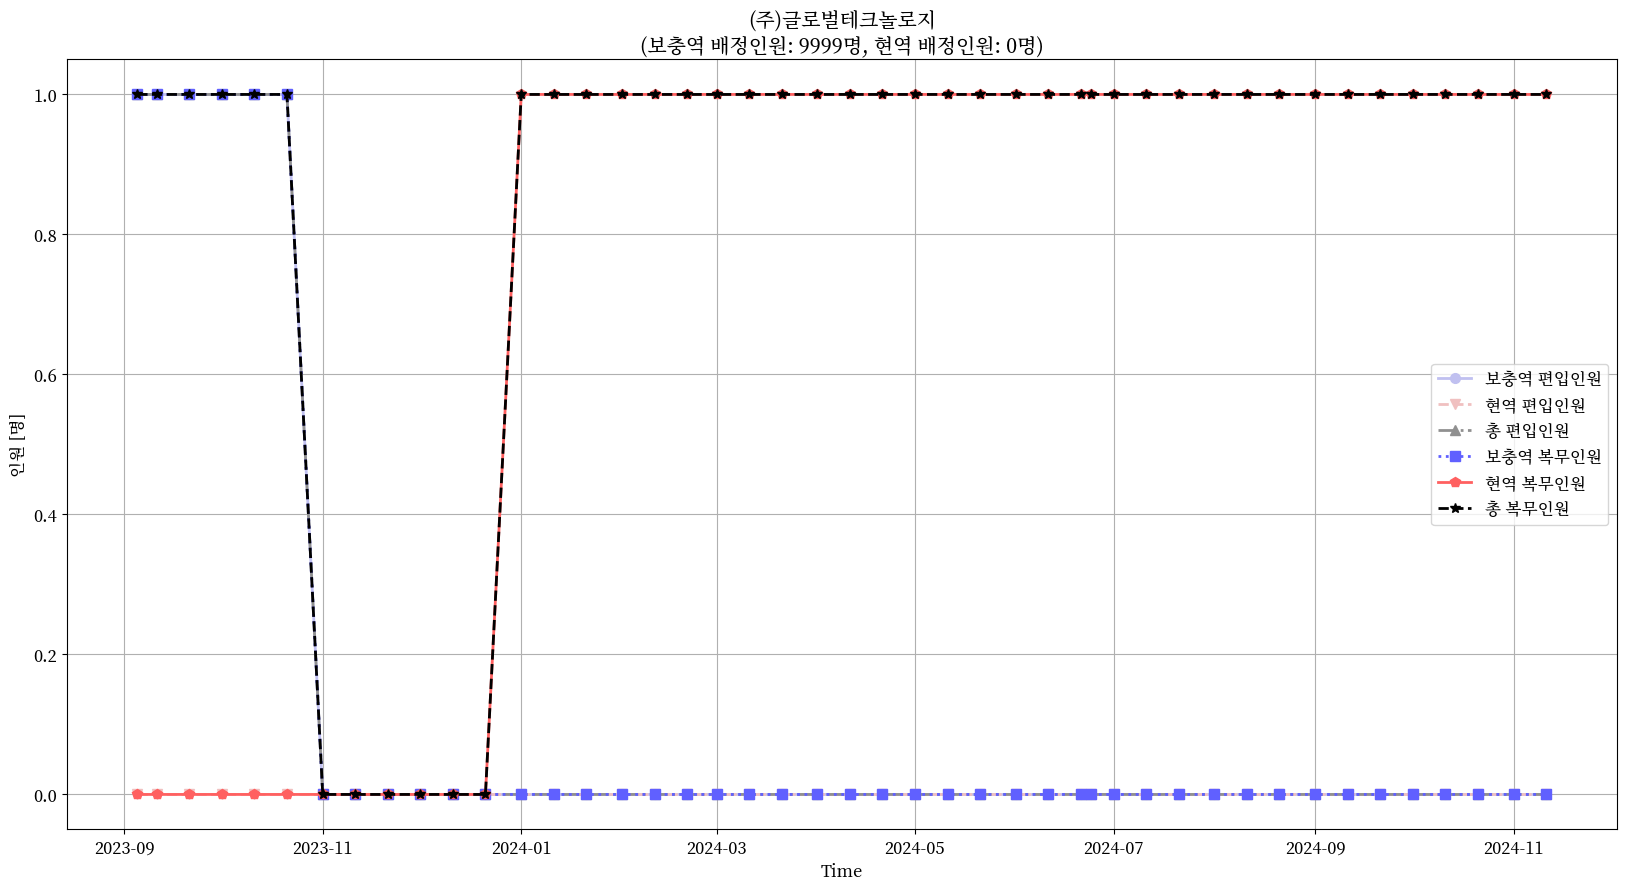 (주)글로벌테크놀로지
(보충역 배정인원: 9999명, 현역 배정인원: 0명)
인원 [명]
1.0
0.8
0.6
0.4
0.2
0.0
보충역 편입인원
현역 편입인원
총 편입인원
보충역 복무인원
현역 복무인원
총 복무인원
2023-09 2023-11 2024-01 2024-03 2024-05 2024-07 2024-09 2024-11
Time